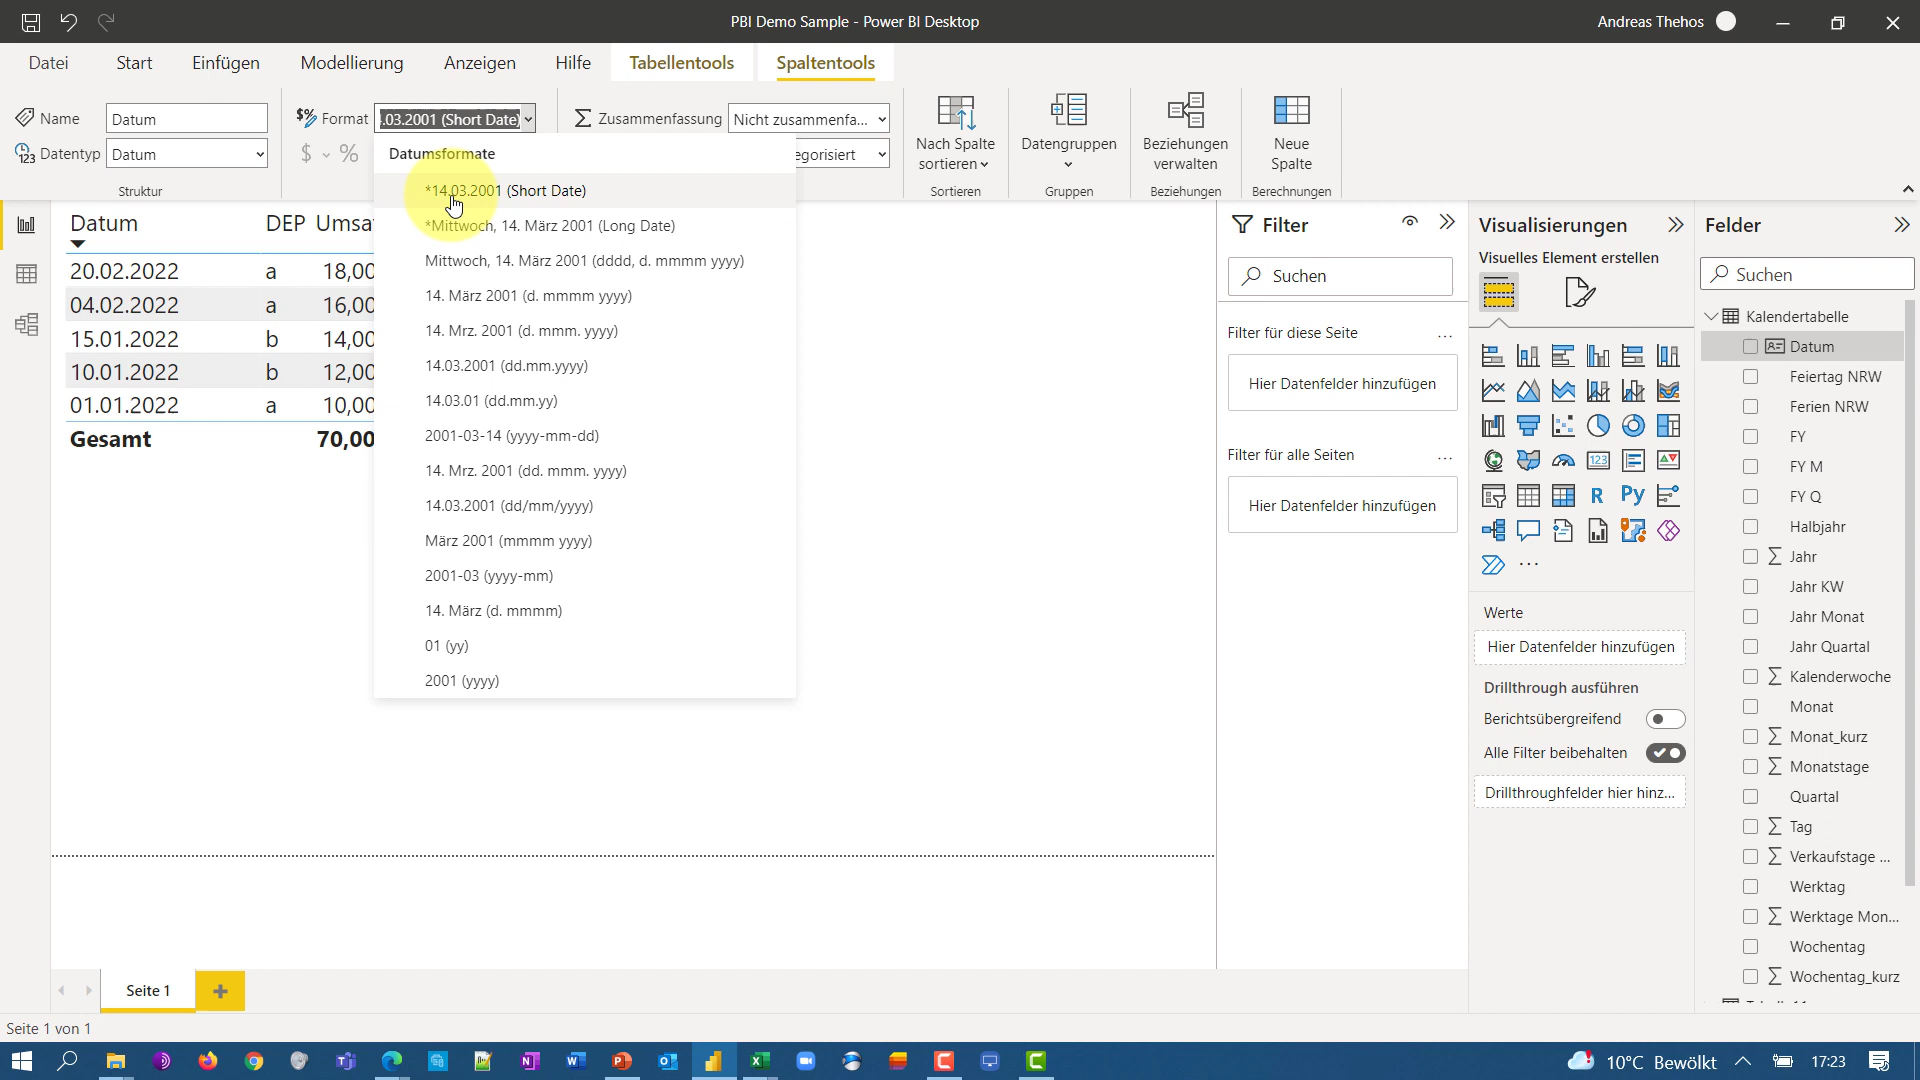 PBI Demo Sample - Power BI Desktop
Andreas Thehos
Datei
Start
Einfügen
Modellierung
Anzeigen
Hilfe
Tabellentools
Spaltentools
Name
Datum
Datentyp
Datum
Struktur
Format
.03.2001 (Short Date)
$
%
Zusammenfassung
Nicht zusammenfa...
egorisiert
Nach Spalte
sortieren
Sortieren
Datengruppen
Gruppen
Beziehungen
verwalten
Beziehungen
Neue
Spalte
Berechnungen
Datumsformate
*14.03.2001 (Short Date)
*Mittwoch, 14. März 2001 (Long Date)
Mittwoch, 14. März 2001 (dddd, d. mmmm yyyy)
14. März 2001 (d. mmmm yyyy)
14. Mrz. 2001 (d. mmm. yyyy)
14.03.2001 (dd.mm.yyyy)
14.03.01 (dd.mm.yy)
2001-03-14 (yyyy-mm-dd)
14. Mrz. 2001 (dd. mmm. yyyy)
14.03.2001 (dd/mm/yyyy)
März 2001 (mmmm yyyy)
2001-03 (yyyy-mm)
14. März (d. mmmm)
01 (yy)
2001 (yyyy)
Datum DEP Umsa
20.02.2022 a 18,00
04.02.2022 a 16,00
15.01.2022 b 14,00
10.01.2022 b 12,00
01.01.2022 a 10,00
Gesamt 70,00
Filter
Suchen
Filter für diese Seite
...
Hier Datenfelder hinzufügen
Filter für alle Seiten
...
Hier Datenfelder hinzufügen
Visualisierungen
Visuelles Element erstellen
123
R
Py
...
Werte
Hier Datenfelder hinzufügen
Drillthrough ausführen
Berichtsübergreifend
Alle Filter beibehalten
Drillthroughfelder hier hinz...
Felder
Suchen
Kalendertabelle
Datum
Feiertag NRW
Ferien NRW
FY
FY M
FY Q
Halbjahr
Jahr
Jahr KW
Jahr Monat
Jahr Quartal
Kalenderwoche
Monat
Monat_kurz
Monatstage
Quartal
Tag
Verkaufstage ...
Werktag
Werktage Mon...
Wochentag
Wochentag_kurz
Seite 1
Seite 1 von 1
10°C Bewölkt
17:23